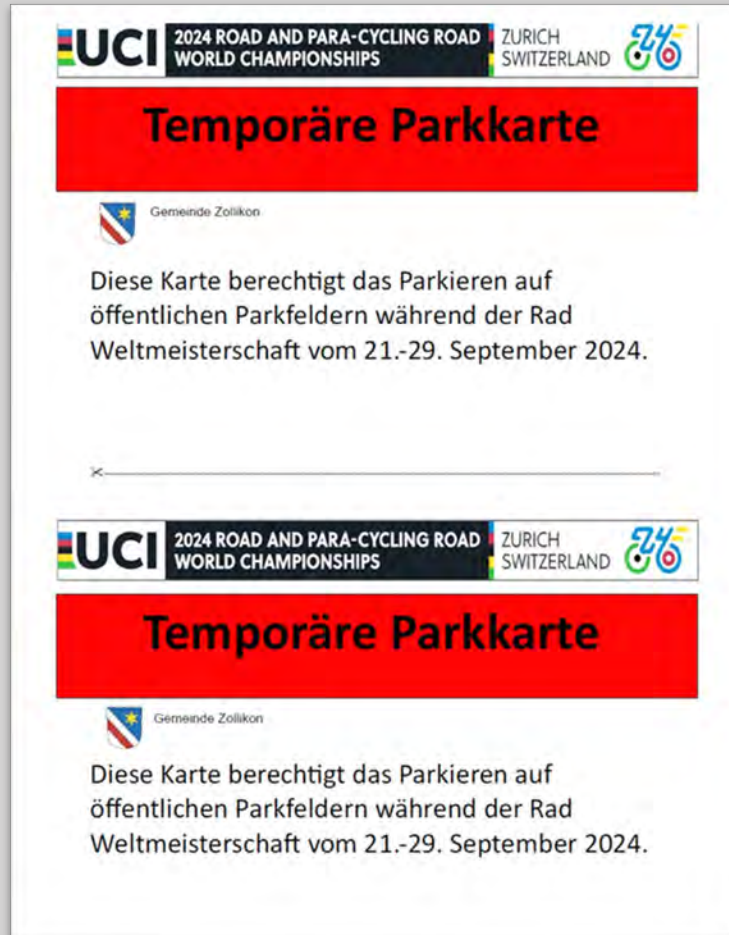 UCI 2024 ROAD AND PARA-CYCLING ROAD ZURICH
WORLD CHAMPIONSHIPS SWITZERLAND
Temporäre Parkkarte
Gemeinde Zollikon
Diese Karte berechtigt das Parkieren auf
öffentlichen Parkfeldern während der Rad
Weltmeisterschaft vom 21.-29. September 2024.
UCI 2024 ROAD AND PARA-CYCLING ROAD ZURICH
WORLD CHAMPIONSHIPS SWITZERLAND
Temporäre Parkkarte
Gemeinde Zollikon
Diese Karte berechtigt das Parkieren auf
öffentlichen Parkfeldern während der Rad
Weltmeisterschaft vom 21.-29. September 2024.